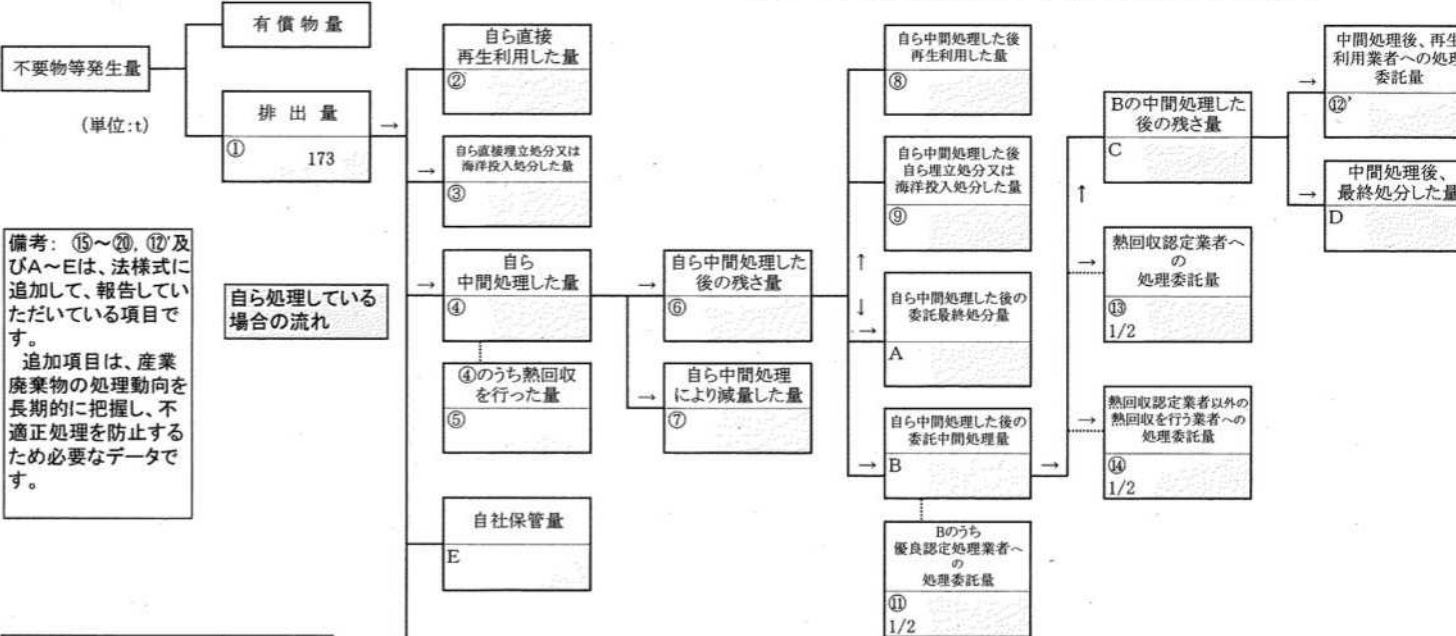 不要物等発生量
(単位:t)
有償物量
排出量
①
173
→
備考: ⑮~⑳, ⑫'及
びA~Eは、法様式に
追加して、報告してい
ただいている項目で
す。
追加項目は、産業
廃棄物の処理動向を
長期的に把握し、不
適正処理を防止する
ため必要なデータで
す。
自ら処理している
場合の流れ
自ら直接
再生利用した量
②
→
自ら直接埋立処分又は
海洋投入処分した量
③
→
自ら
中間処理した量
④
④のうち熱回収
を行った量
⑤
自社保管量
E
→
自ら中間処理した
後の残さ量
⑥
→
自ら中間処理
により減量した量
⑦
自ら中間処理した後
再生利用した量
⑧
自ら中間処理した後
自ら埋立処分又は
海洋投入処分した量
⑨
↑
↓
→
自ら中間処理した後の
委託最終処分量
A
→
自ら中間処理した後の
委託中間処理量
B
Bのうち
優良認定処理業者へ
の
処理委託量
⑪
1/2
→
↑
Bの中間処理した
後の残さ量
C
→
熱回収認定業者へ
の
処理委託量
⑬
1/2
→
熱回収認定業者以外の
熱回収を行う業者への
処理委託量
⑭
1/2
→
中間処理後、再生
利用業者への処理
委託量
⑫'
→
中間処理後、
最終処分した量
D